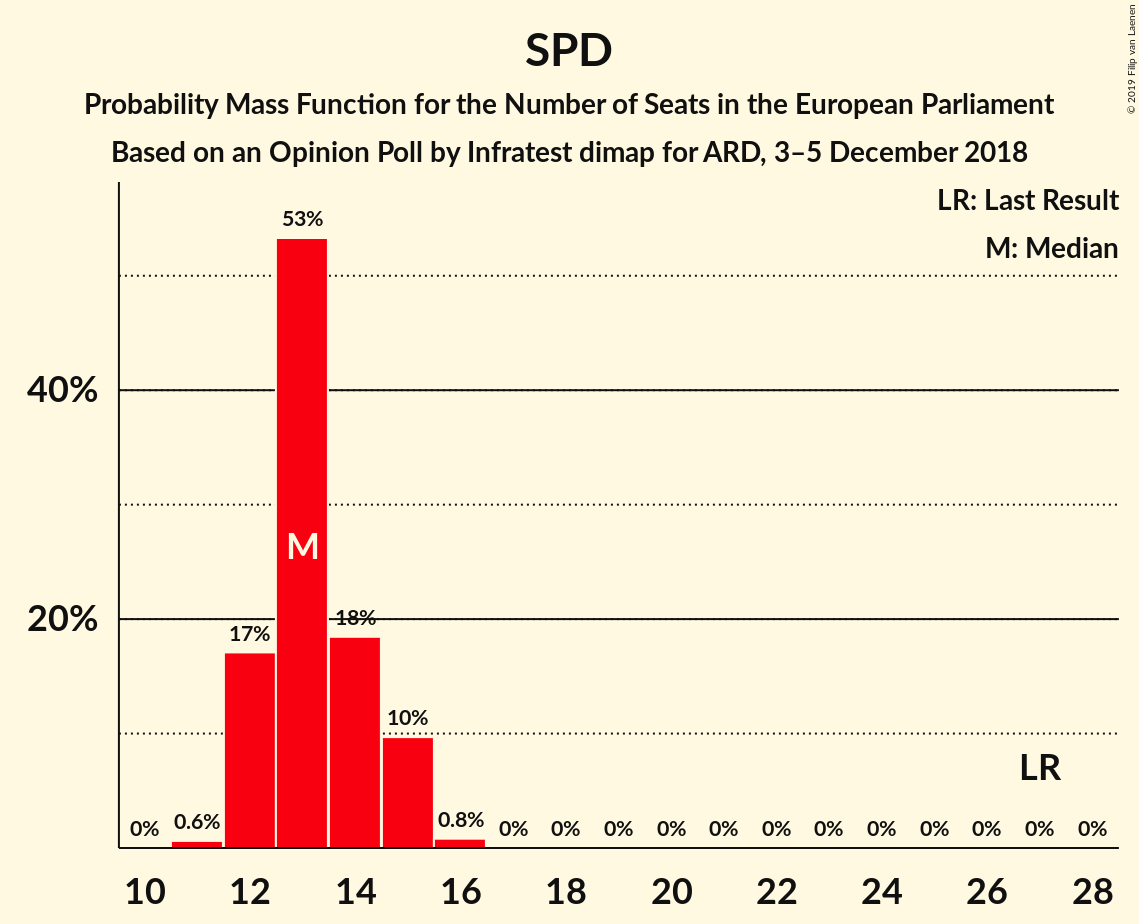 SPD
Probability Mass Function for the Number of Seats in the European Parliament
Based on an Opinion Poll by Infratest dimap for ARD, 3–5 December 2018
© 2019 Filip van Laenen
LR: Last Result
M: Median
53%
40%
M
20%
18%
17%
10%
LR
0% 0.6% 0.8% 0% 0% 0% 0% 0% 0% 0% 0% 0% 0% 0% 0%
10 12 14 16 18 20 22 24 26 28